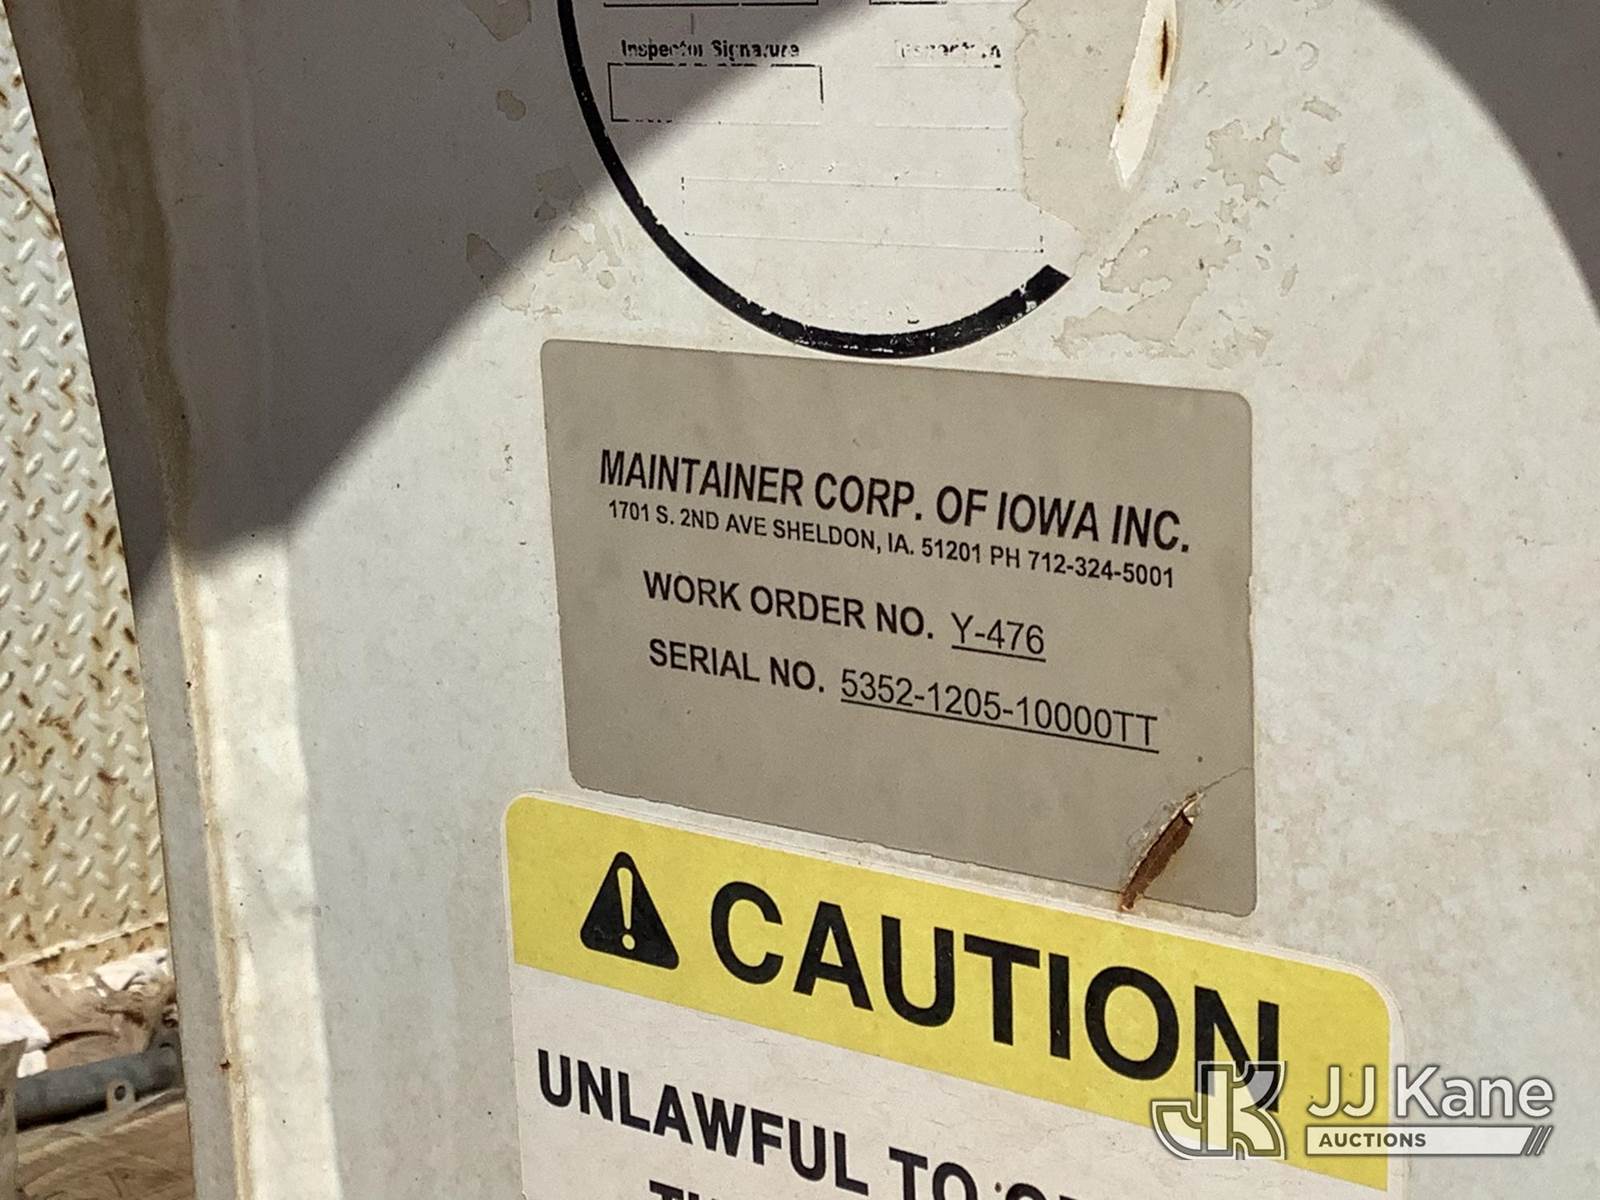 Inspector Signature
MAINTAINER CORP. OF IOWA INC.
1701 S. 2ND AVE SHELDON, IA. 51201 PH 712-324-5001
WORK ORDER NO. Y-476
SERIAL NO. 5352-1205-10000TT
CAUTION
UNLAWFUL TO
JK JJ Kane
AUCTIONS